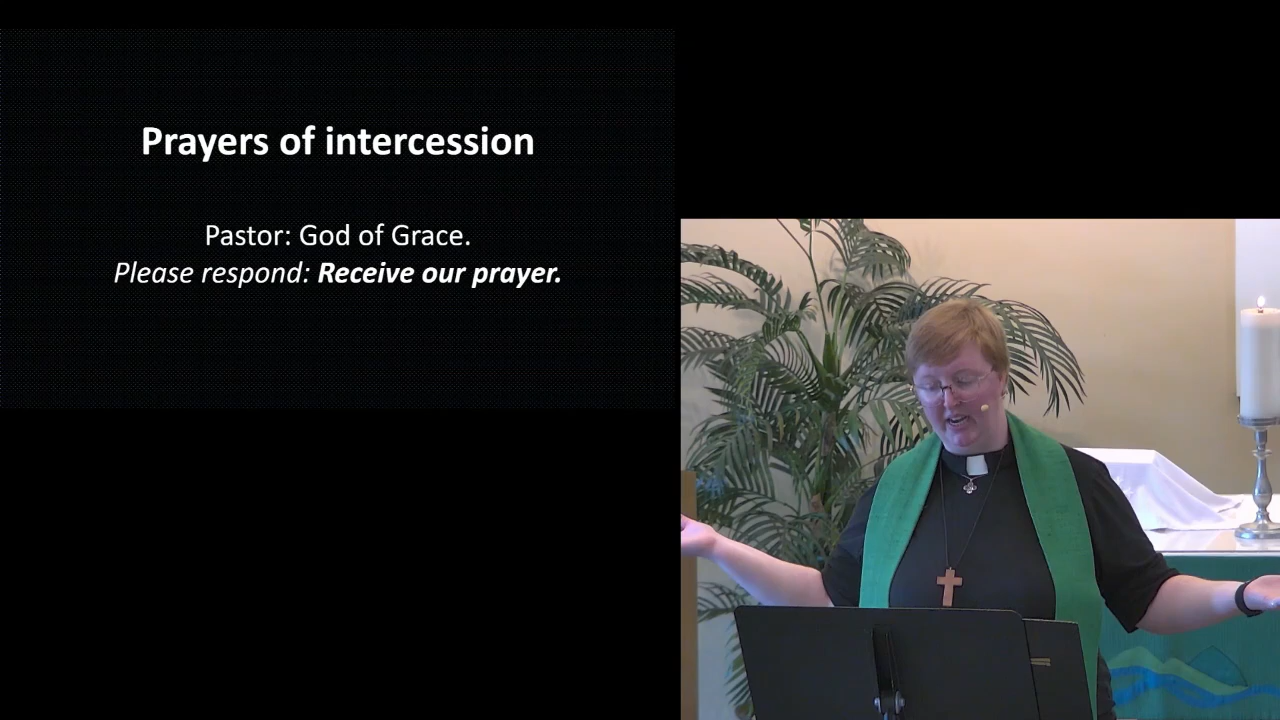 Prayers of intercession
Pastor: God of Grace.
Please respond: Receive our prayer.